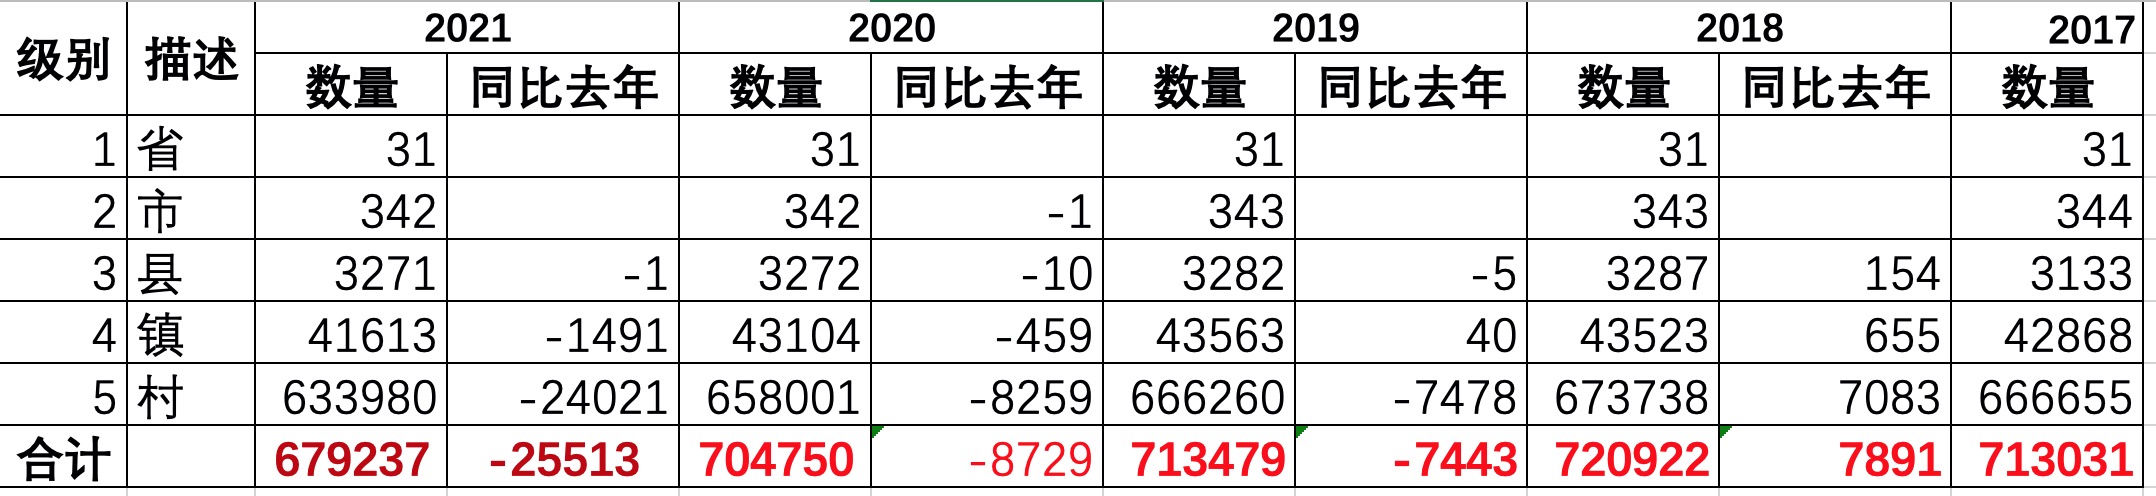 级别 描述 2021 2020 2019 2018 2017
数量 同比去年 数量 同比去年 数量 同比去年 数量 同比去年 数量
1 省 31 31 31 31 31
2 市 342 342 -1 343 343 344
3 县 3271 -1 3272 -10 3282 -5 3287 154 3133
4 镇 41613 -1491 43104 -459 43563 40 43523 655 42868
5 村 633980 -24021 658001 -8259 666260 -7478 673738 7083 666655
合计 679237 -25513 704750 -8729 713479 -7443 720922 7891 713031